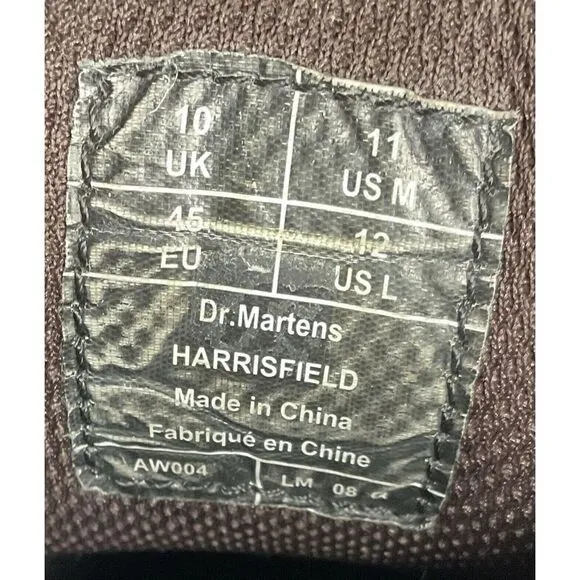 10 UK
11 US M
45 EU
12 US L
Dr.Martens
HARRISFIELD
Made in China
Fabriqué en Chine
AW004 LM 08